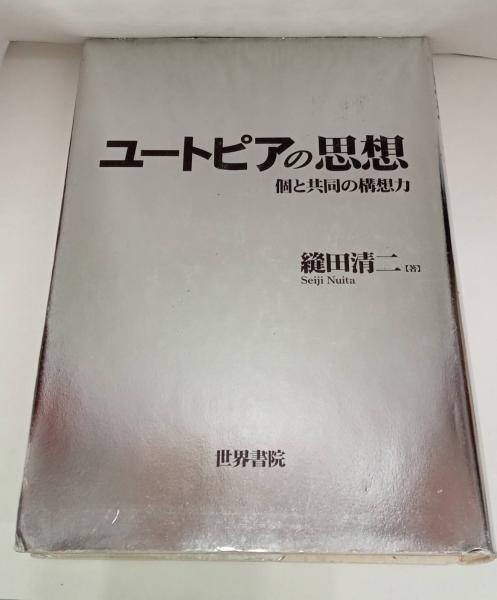 ユートピアの思想
個と共同の構想力
縫田清二【著】
Seiji Nuita
世界書院